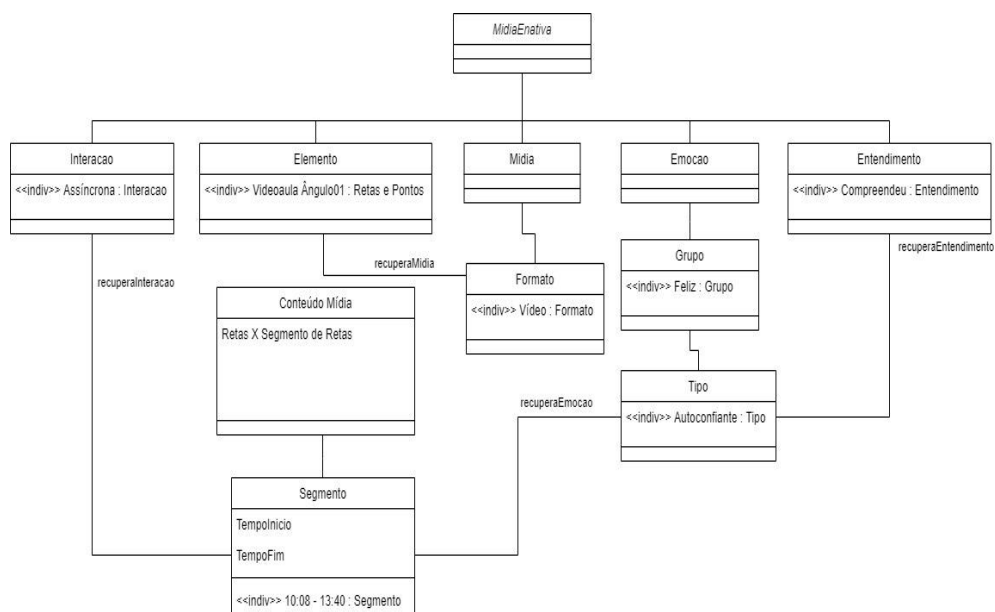 MidiaEnativa
Interacao
<<indiv>> Assíncrona : Interacao
Elemento
<<indiv>> Videoaula Ângulo01 : Retas e Pontos
Midia
Emocao
Entendimento
<<indiv>> Compreendeu : Entendimento
recuperaInteracao
recuperaMidia
recuperaEntendimento
Formato
<<indiv>> Vídeo : Formato
Grupo
<<indiv>> Feliz : Grupo
Conteúdo Mídia
Retas X Segmento de Retas
Tipo
<<indiv>> Autoconfiante : Tipo
recuperaEmocao
Segmento
TempoInicio
TempoFim
<<indiv>> 10:08 - 13:40 : Segmento